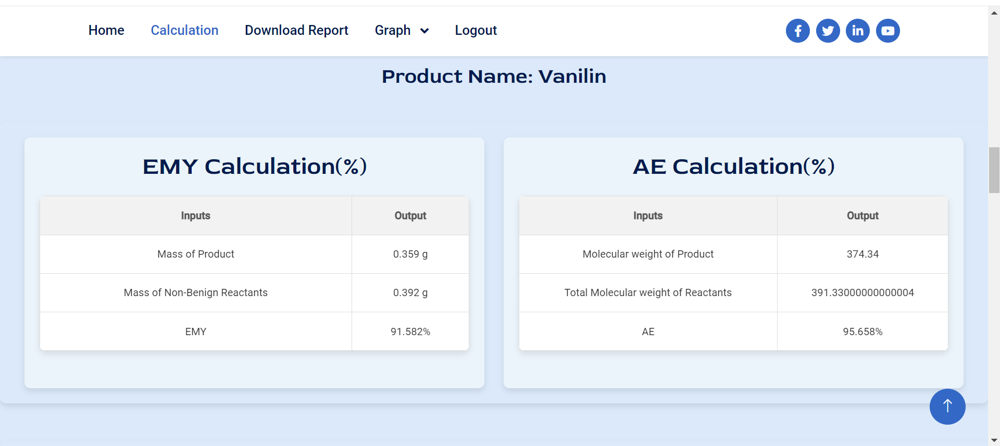 Home Calculation Download Report Graph Logout
Product Name: Vanilin
EMY Calculation(%)
Inputs Output
Mass of Product 0.359 g
Mass of Non-Benign Reactants 0.392 g
EMY 91.582%
AE Calculation(%)
Inputs Output
Molecular weight of Product 374.34
Total Molecular weight of Reactants 391.33000000000004
AE 95.658%